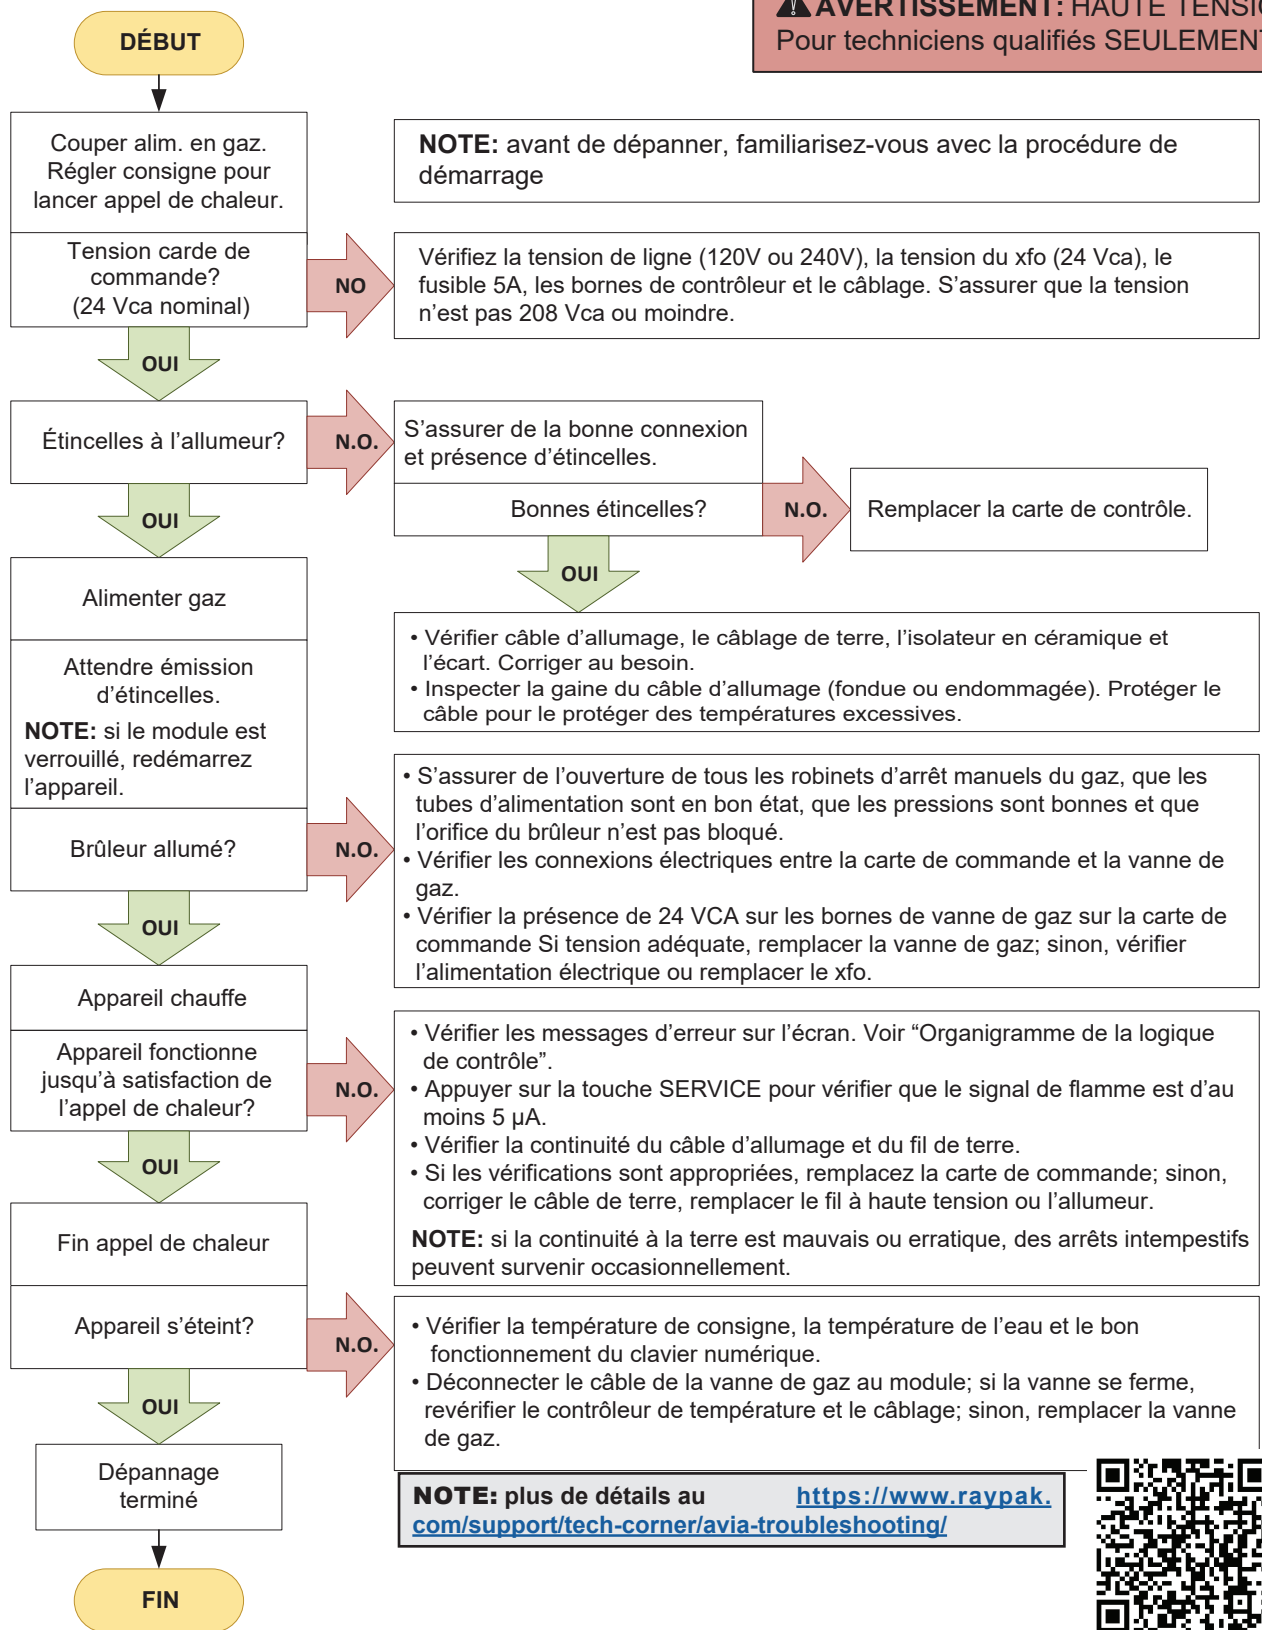 AVERTISSEMENT: HAUTE TENSIO
Pour techniciens qualifiés SEULEMENT
DÉBUT
Couper alim. en gaz.
Régler consigne pour
lancer appel de chaleur.
NOTE: avant de dépanner, familiarisez-vous avec la procédure de
démarrage
Tension carde de
commande?
(24 Vca nominal)
NO
Vérifiez la tension de ligne (120V ou 240V), la tension du xfo (24 Vca), le
fusible 5A, les bornes de contrôleur et le câblage. S’assurer que la tension
n’est pas 208 Vca ou moindre.
OUI
Étincelles à l’allumeur?
N.O.
S’assurer de la bonne connexion
et présence d’étincelles.
Bonnes étincelles?
N.O.
Remplacer la carte de contrôle.
OUI
OUI
• Vérifier câble d’allumage, le câblage de terre, l’isolateur en céramique et
l’écart. Corriger au besoin.
• Inspecter la gaine du câble d’allumage (fondue ou endommagée). Protéger le
câble pour le protéger des températures excessives.
Alimenter gaz
Attendre émission
d’étincelles.
NOTE: si le module est
verrouillé, redémarrez
l’appareil.
Brûleur allumé?
N.O.
• S’assurer de l’ouverture de tous les robinets d’arrêt manuels du gaz, que les
tubes d’alimentation sont en bon état, que les pressions sont bonnes et que
l’orifice du brûleur n’est pas bloqué.
• Vérifier les connexions électriques entre la carte de commande et la vanne de
gaz.
• Vérifier la présence de 24 VCA sur les bornes de vanne de gaz sur la carte de
commande Si tension adéquate, remplacer la vanne de gaz; sinon, vérifier
l’alimentation électrique ou remplacer le xfo.
OUI
Appareil chauffe
Appareil fonctionne
jusqu’à satisfaction de
l’appel de chaleur?
N.O.
• Vérifier les messages d’erreur sur l’écran. Voir “Organigramme de la logique
de contrôle”.
• Appuyer sur la touche SERVICE pour vérifier que le signal de flamme est d’au
moins 5 µA.
• Vérifier la continuité du câble d’allumage et du fil de terre.
• Si les vérifications sont appropriées, remplacez la carte de commande; sinon,
corriger le câble de terre, remplacer le fil à haute tension ou l’allumeur.
NOTE: si la continuité à la terre est mauvais ou erratique, des arrêts intempestifs
peuvent survenir occasionnellement.
OUI
Fin appel de chaleur
Appareil s’éteint?
N.O.
• Vérifier la température de consigne, la température de l’eau et le bon
fonctionnement du clavier numérique.
• Déconnecter le câble de la vanne de gaz au module; si la vanne se ferme,
revérifier le contrôleur de température et le câblage; sinon, remplacer la vanne
de gaz.
OUI
Dépannage
terminé
NOTE: plus de détails au https://www.raypak.
com/support/tech-corner/avia-troubleshooting/
FIN